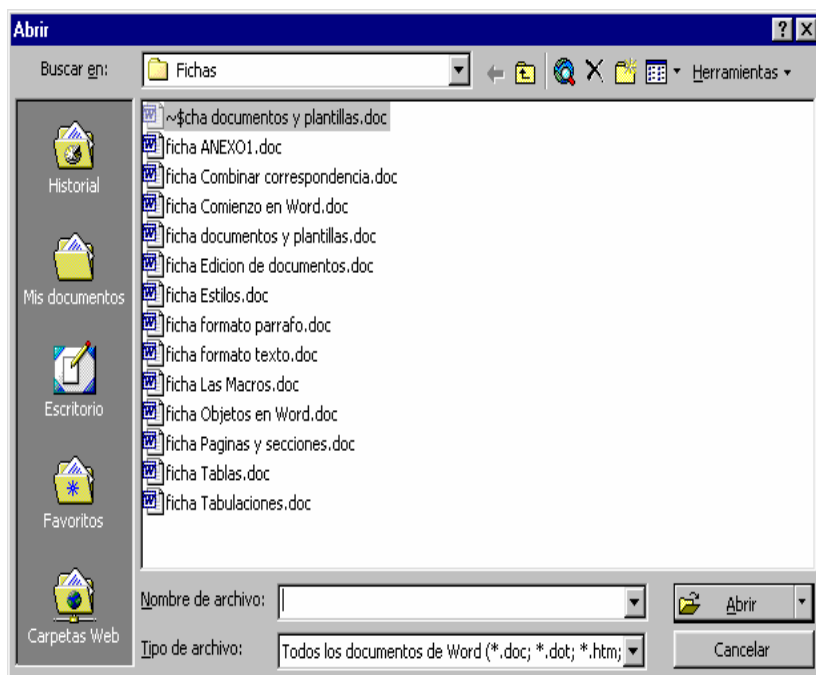 Abrir
Buscar en:
Fichas
Herramientas
Historial
Mis documentos
Escritorio
Favoritos
Carpetas Web
~$cha documentos y plantillas.doc
ficha ANEXO1.doc
ficha Combinar correspondencia.doc
ficha Comienzo en Word.doc
ficha documentos y plantillas.doc
ficha Edicion de documentos.doc
ficha Estilos.doc
ficha formato parrafo.doc
ficha formato texto.doc
ficha Las Macros.doc
ficha Objetos en Word.doc
ficha Paginas y secciones.doc
ficha Tablas.doc
ficha Tabulaciones.doc
Nombre de archivo:
Abrir
Tipo de archivo:
Todos los documentos de Word (*.doc; *.dot; *.htm;
Cancelar